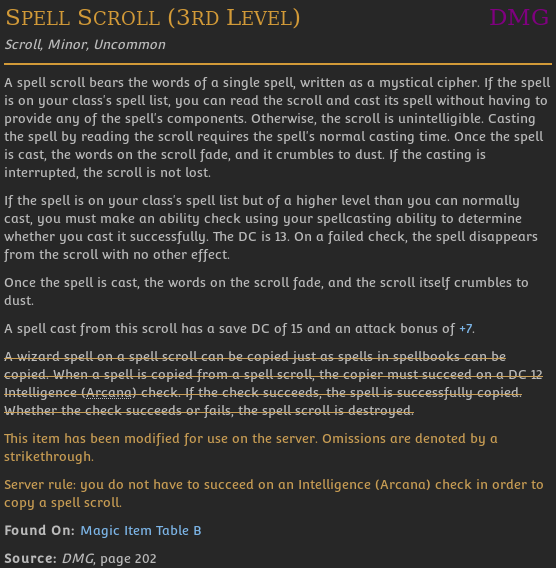 SPELL SCROLL (3RD LEVEL) DMG
Scroll, Minor, Uncommon
A spell scroll bears the words of a single spell, written as a mystical cipher. If the spell
is on your class's spell list, you can read the scroll and cast its spell without having to
provide any of the spell's components. Otherwise, the scroll is unintelligible. Casting
the spell by reading the scroll requires the spell's normal casting time. Once the spell
is cast, the words on the scroll fade, and it crumbles to dust. If the casting is
interrupted, the scroll is not lost.
If the spell is on your class's spell list but of a higher level than you can normally
cast, you must make an ability check using your spellcasting ability to determine
whether you cast it successfully. The DC is 13. On a failed check, the spell disappears
from the scroll with no other effect.
Once the spell is cast, the words on the scroll fade, and the scroll itself crumbles to
dust.
A spell cast from this scroll has a save DC of 15 and an attack bonus of +7.
A wizard spell on a spell scroll can be copied just as spells in spellbooks can be
copied. When a spell is copied from a spell scroll, the copier must succeed on a DC 12
Intelligence (Arcana) check. If the check succeeds, the spell is successfully copied.
Whether the check succeeds or fails, the spell scroll is destroyed.
This item has been modified for use on the server. Omissions are denoted by a
strikethrough.
Server rule: you do not have to succeed on an Intelligence (Arcana) check in order to
copy a spell scroll.
Found On: Magic Item Table B
Source: DMG, page 202